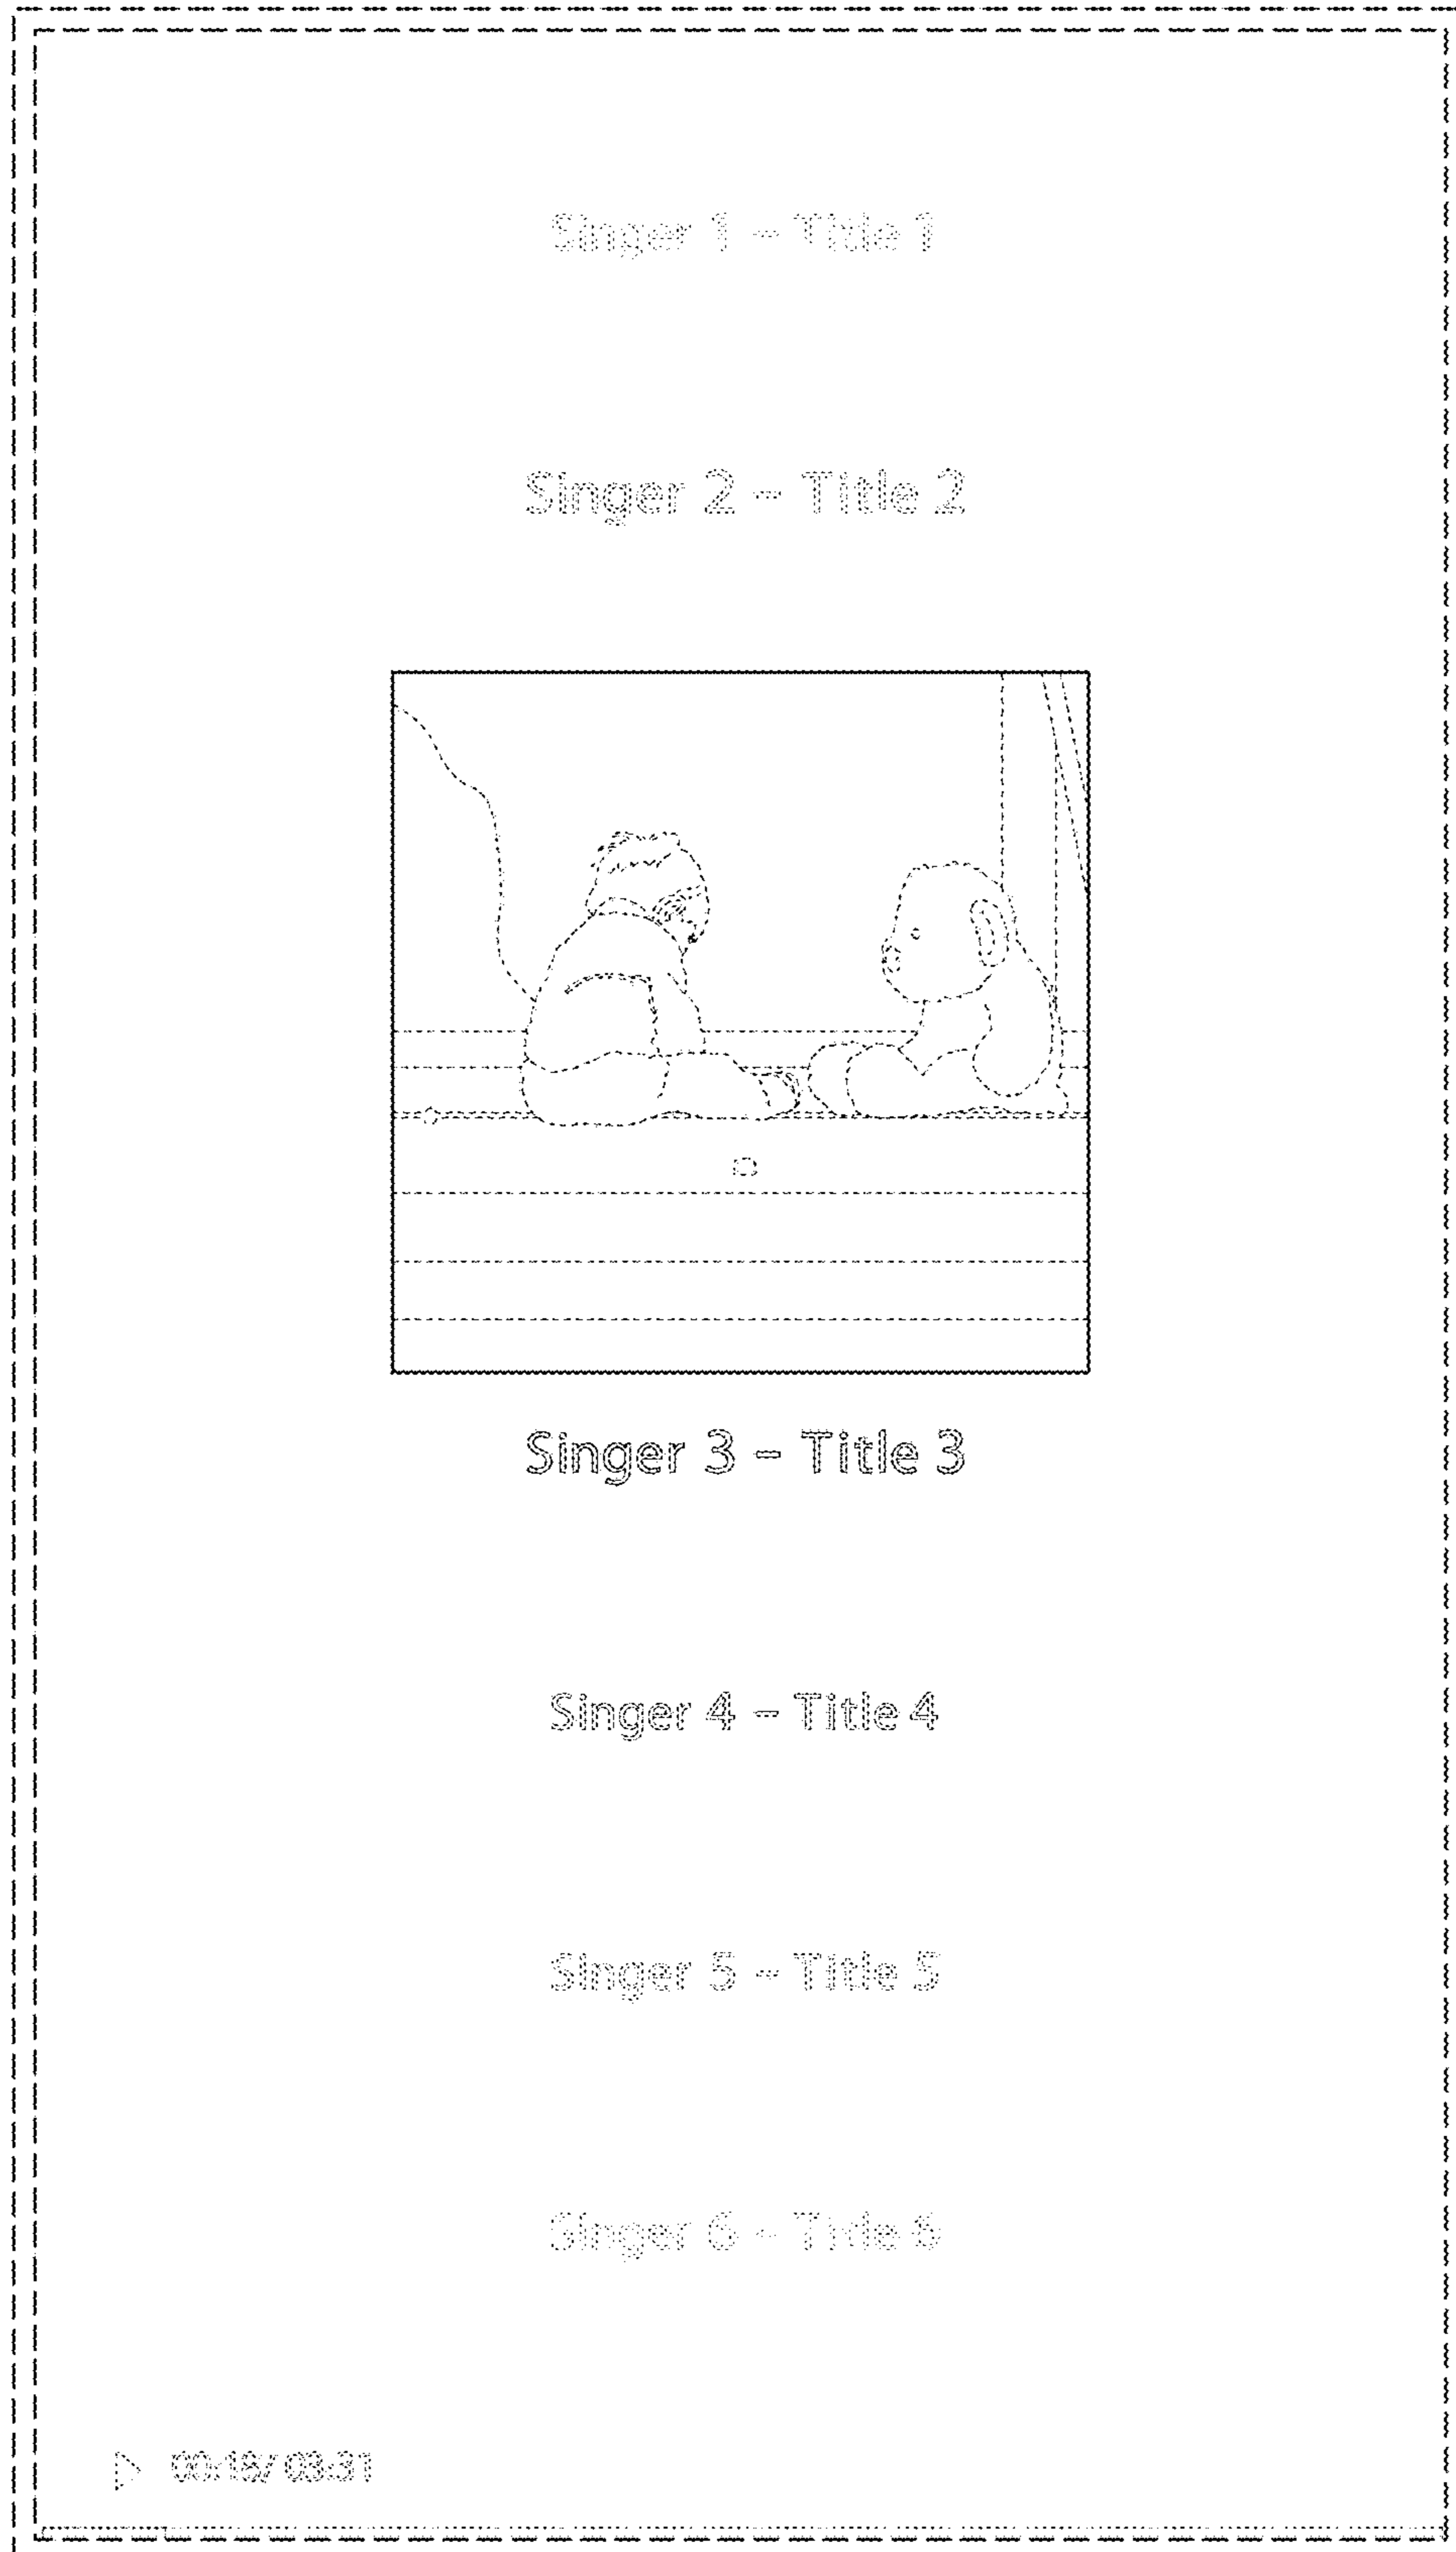 Singer 1 – Title 1
Singer 2 – Title 2
Singer 3 – Title 3
Singer 4 – Title 4
Singer 5 – Title 5
Singer 6 – Title 6
00:18/ 03:31